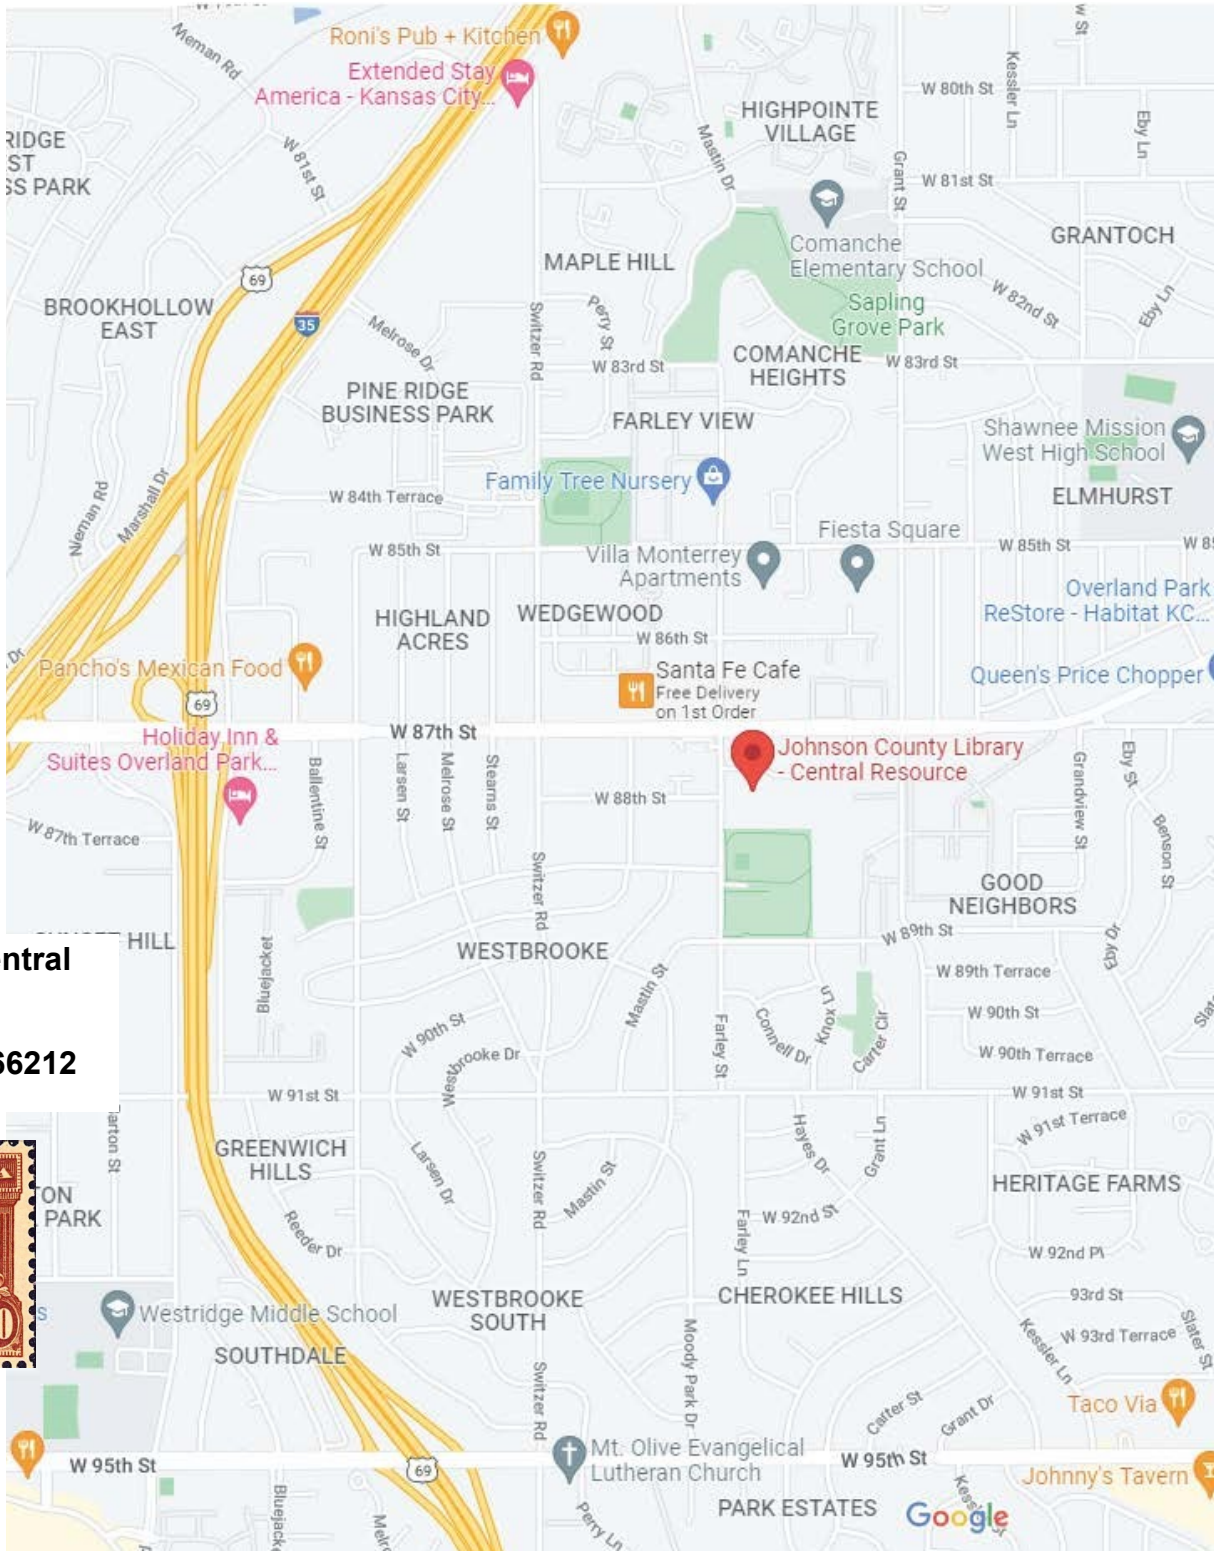 Roni's Pub + Kitchen
Nieman Rd
Extended Stay
America - Kansas City...
HIGHPOINTE
VILLAGE
W 80th St
Kessler Ln
Eby Ln
RIDGE
ST
SS PARK
W 81st St
Mastin Dr
Grant St
W 81st St
Comanche
Elementary School
GRANTOCH
MAPLE HILL
69
BROOKHOLLOW
EAST
35
Melrose Dr
Switzer Rd
Perry St
Sapling
Grove Park
W 82nd St
Eby Ln
W 83rd St
COMANCHE
HEIGHTS
W 83rd St
PINE RIDGE
BUSINESS PARK
FARLEY VIEW
Shawnee Mission
West High School
Nieman Rd
Marshall Dr
W 84th Terrace
Family Tree Nursery
ELMHURST
W 85th St
Villa Monterrey
Apartments
Fiesta Square
W 85th St
W 85
HIGHLAND
ACRES
WEDGEWOOD
Overland Park
ReStore - Habitat KC...
W 86th St
Dr
Pancho's Mexican Food
Santa Fe Cafe
Free Delivery
on 1st Order
Queen's Price Chopper
69
W 87th St
Holiday Inn &
Suites Overland Park...
Johnson County Library
- Central Resource
Ballentine St
Larsen St
Melrose St
Stearns St
W 88th St
Grandview St
Eby St
Benson St
W 87th Terrace
Switzer Rd
GOOD
NEIGHBORS
HILL
entral
66212
Bluejacket
WESTBROOKE
Mastin St
W 89th St
Eby Dr
W 89th Terrace
W 90th St
Westbrooke Dr
Farley St
Connell Dr
Knox Ln
Carter Cir
W 90th St
Slat
W 90th Terrace
W 91st St
W 91st St
arton St
GREENWICH
HILLS
Larsen Dr
Switzer Rd
Mastin St
Hayes Dr
Grant Ln
W 91st Terrace
HERITAGE FARMS
TON
PARK
Reeder Dr
Farley Ln
W 92nd St
W 92nd Pl
s
Westridge Middle School
WESTBROOKE
SOUTH
CHEROKEE HILLS
93rd St
SOUTHDALE
Moody Park Dr
Kessler Ln
W 93rd Terrace
Slater St
Switzer Rd
Carter St
Grant Dr
Taco Via
W 95th St
69
Mt. Olive Evangelical
Lutheran Church
W 95th St
Johnny's Tavern
Bluejack
Melro
Perry Ln
PARK ESTATES
Google